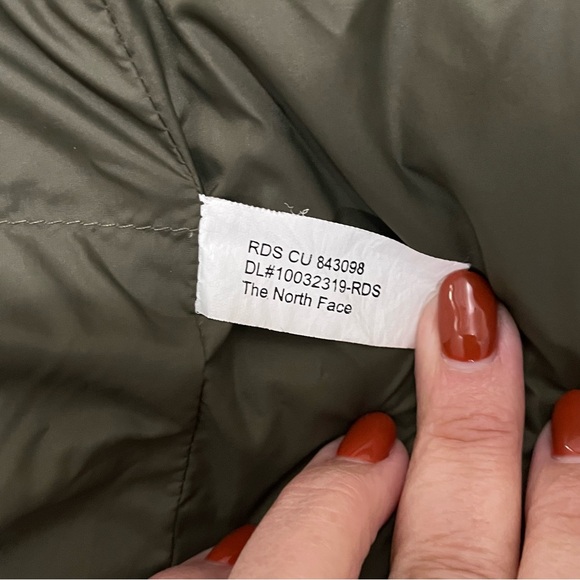 RDS CU 843098
DL#10032319-RDS
The North Face